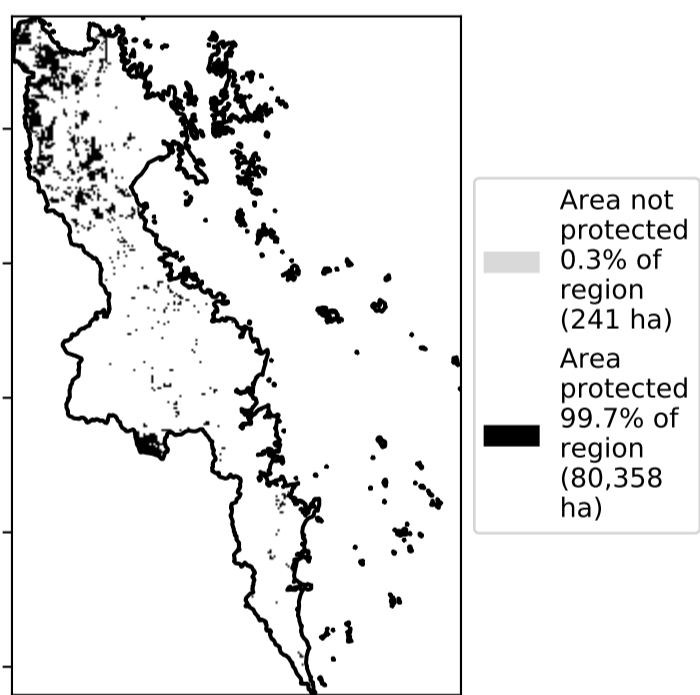 Area not
protected
0.3% of
region
(241 ha)
Area
protected
99.7% of
region
(80,358
ha)